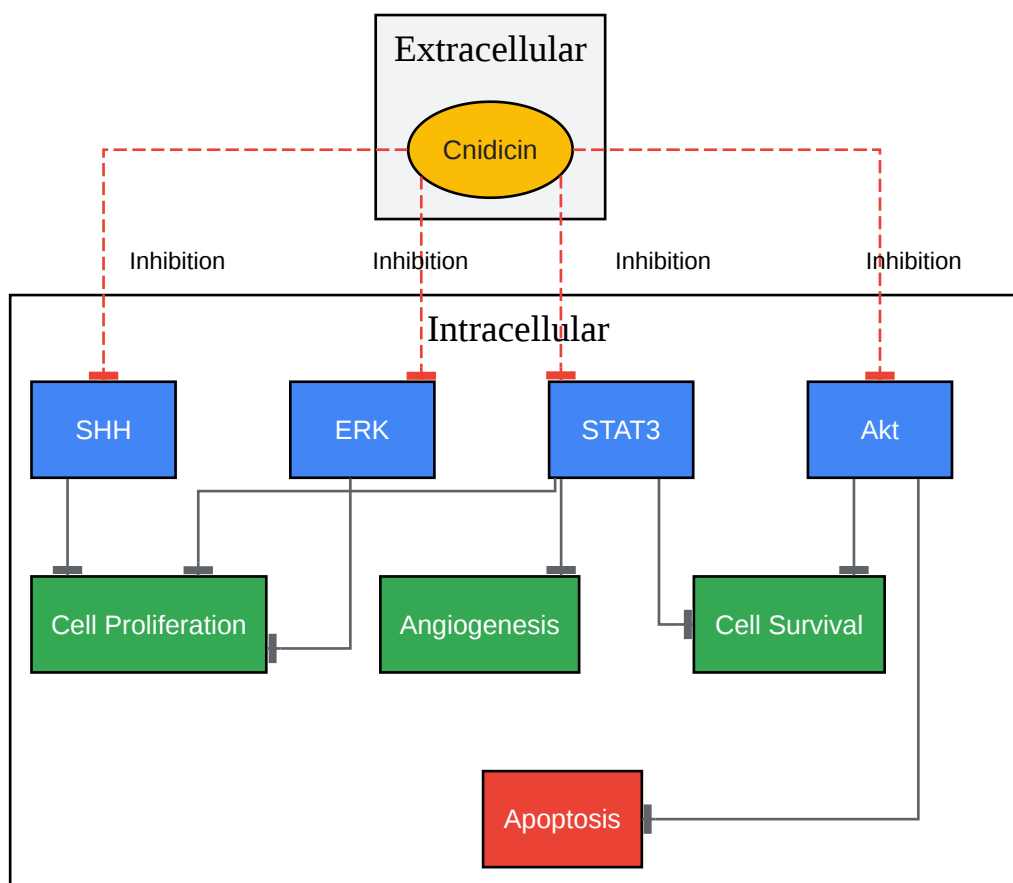 Extracellular
Cnidicin
Inhibition
Inhibition
Inhibition
Inhibition
Intracellular
SHH
ERK
STAT3
Akt
Cell Proliferation
Angiogenesis
Cell Survival
Apoptosis